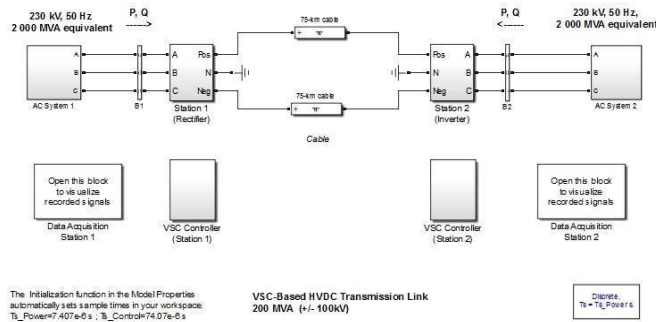 230 kV, 50 Hz
2 000 MVA equivalent
P, Q
------>
75-km cable
P, Q
<------
230 kV, 50 Hz,
2 000 MVA equivalent
A
B
C
A
B
C
Pos
N
Neg
+ "π"
Pos
N
Neg
A
B
C
A
B
C
AC System 1
B1
Station 1
(Rectifier)
75-km cable
+ "π"
Cable
Station 2
(Inverter)
B2
AC System 2
Open this block
to visualize
recorded signals
Data Acquisition
Station 1
VSC Controller
(Station 1)
VSC Controller
(Station 2)
Open this block
to visualize
recorded signals
Data Acquisition
Station 2
The Initialization function in the Model Properties
automatically sets sample times in your workspace:
Ts_Power=7.407e-6 s ; Ts_Control=74.07e-6 s
VSC-Based HVDC Transmission Link
200 MVA (+/- 100kV)
Discrete,
Ts = Ts_Power s.